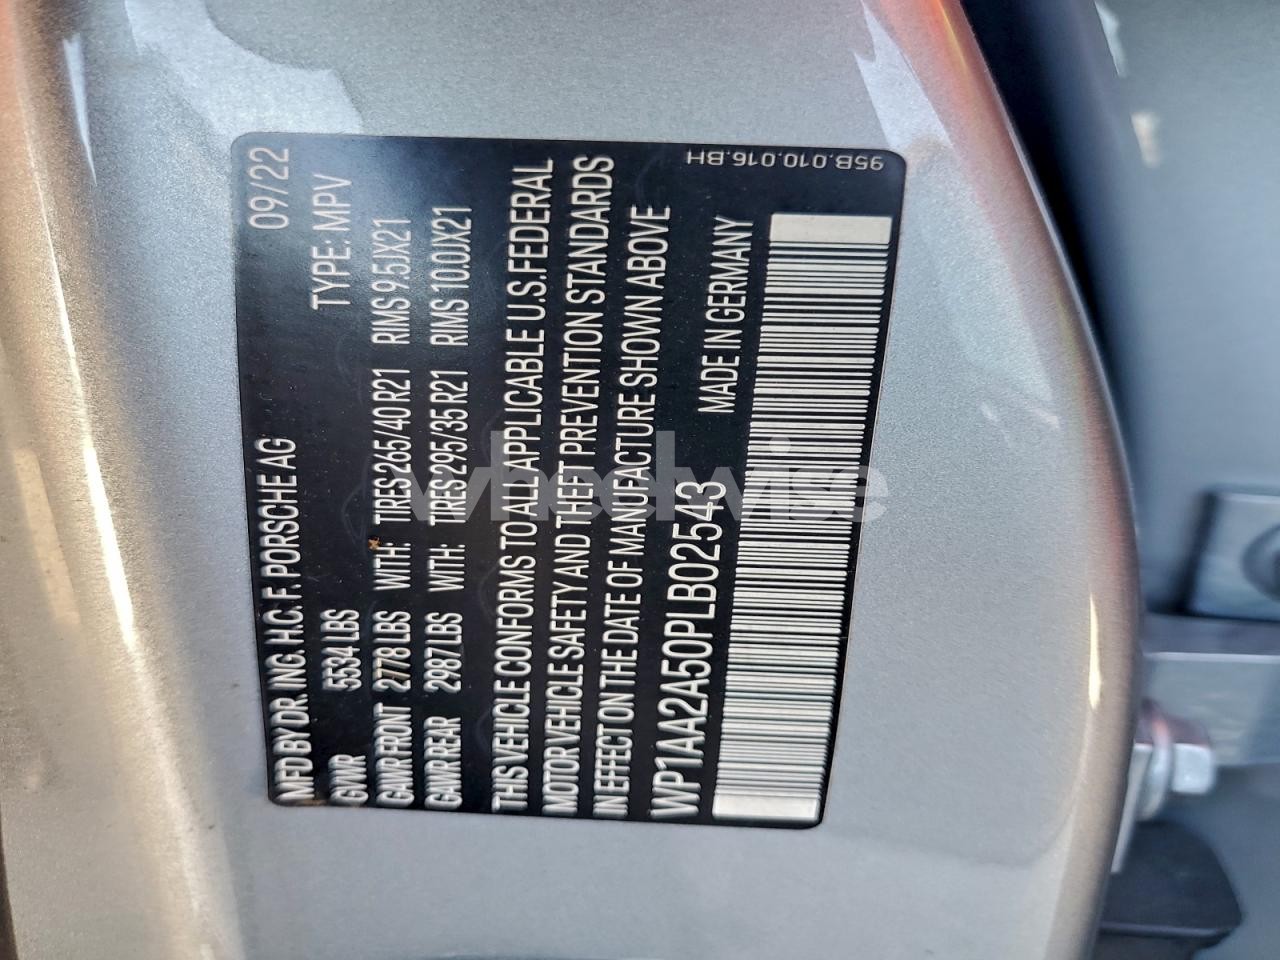 MFD BY DR. ING. H.C. F. PORSCHE AG 09/22
GVWR 5534 LBS TYPE: MPV
GAWR FRONT 2778 LBS WITH: TIRES 265/40 R21 RIMS 9.5JX21
GAWR REAR 2987 LBS WITH: TIRES 295/35 R21 RIMS 10.0JX21
THIS VEHICLE CONFORMS TO ALL APPLICABLE U.S. FEDERAL
MOTOR VEHICLE SAFETY AND THEFT PREVENTION STANDARDS
IN EFFECT ON THE DATE OF MANUFACTURE SHOWN ABOVE
WP1AA2A50PLB02543 MADE IN GERMANY
95B.010.016.BH
wheelwise